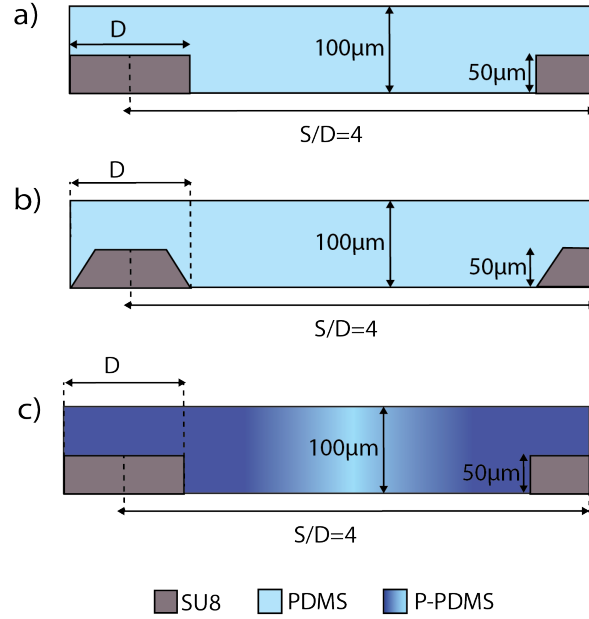 a)
D
100μm
50μm
S/D=4
D
b)
100μm
50μm
S/D=4
D
c)
100μm
50μm
S/D=4
SU8 PDMS P-PDMS